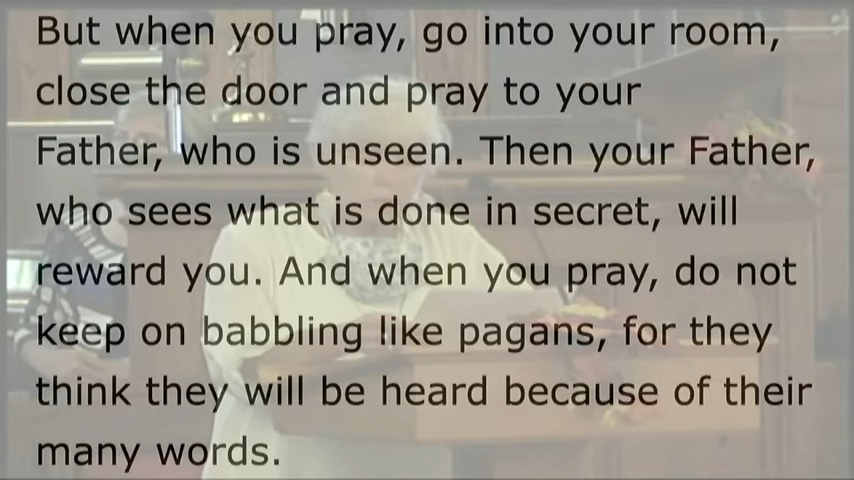 But when you pray, go into your room,
close the door and pray to your
Father, who is unseen. Then your Father,
who sees what is done in secret, will
reward you. And when you pray, do not
keep on babbling like pagans, for they
think they will be heard because of their
many words.